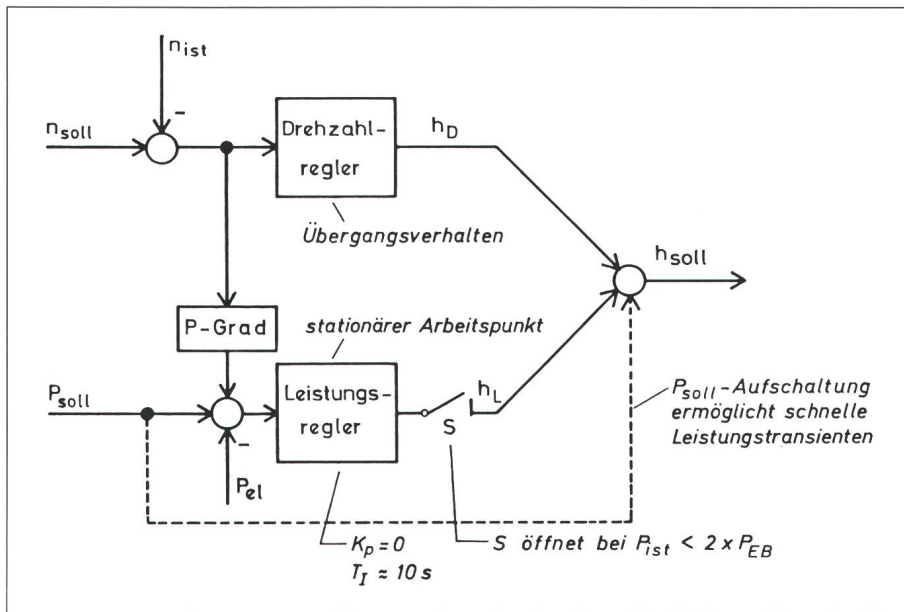 n_ist
-
n_soll
Drehzahl-
regler
h_D
Übergangsverhalten
h_soll
P-Grad
stationärer Arbeitspunkt
P_soll
Leistungs-
regler
h_L
S
-
P_el
P_soll-Aufschaltung
ermöglicht schnelle
Leistungstransienten
K_p = 0
T_I ≈ 10 s
S öffnet bei P_ist < 2 x P_EB